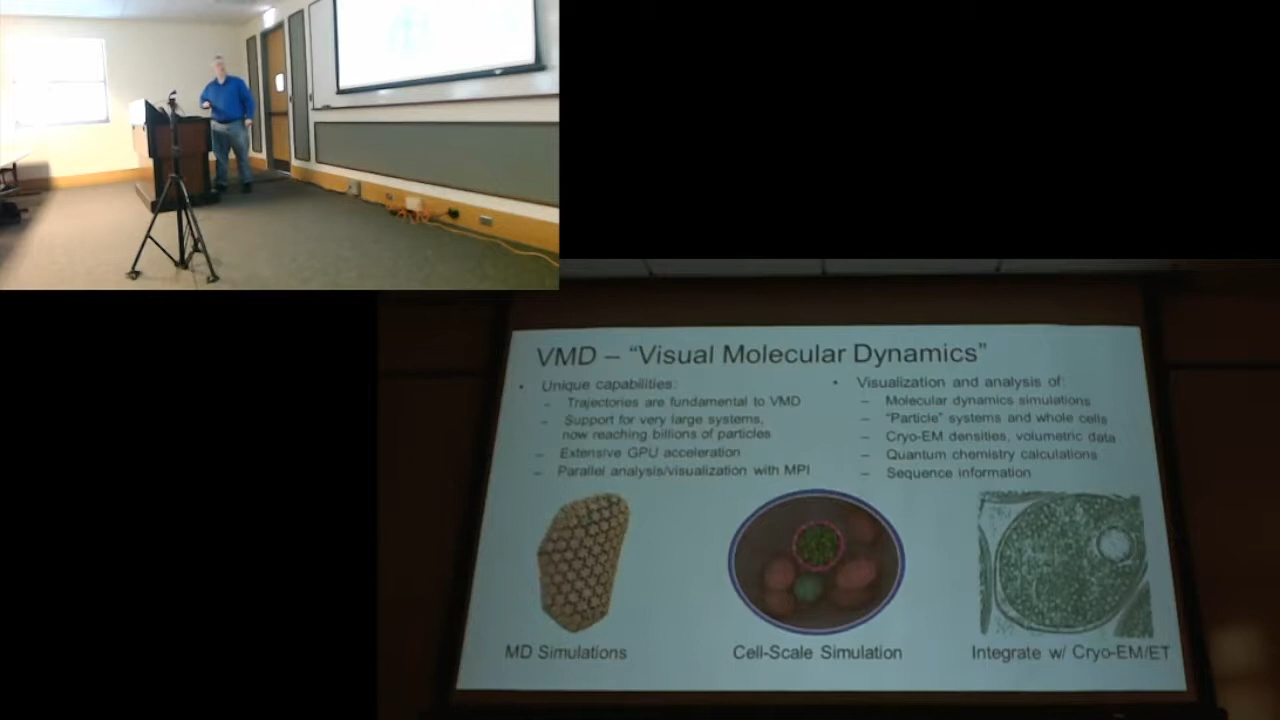 VMD – “Visual Molecular Dynamics”
• Unique capabilities:
– Trajectories are fundamental to VMD
– Support for very large systems,
now reaching billions of particles
– Extensive GPU acceleration
– Parallel analysis/visualization with MPI
• Visualization and analysis of:
– Molecular dynamics simulations
– “Particle” systems and whole cells
– Cryo-EM densities, volumetric data
– Quantum chemistry calculations
– Sequence information
MD Simulations
Cell-Scale Simulation
Integrate w/ Cryo-EM/ET